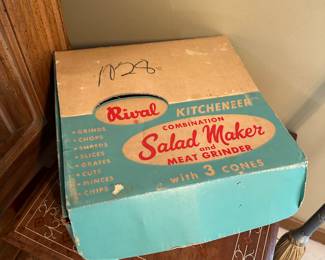 Rival
KITCHENEER
COMBINATION
Salad Maker
and
MEAT GRINDER
with 3 CONES
• GRINDS
• CHOPS
• SHREDS
• SLICES
• GRATES
• CUTS
• MINCES
• CHIPS